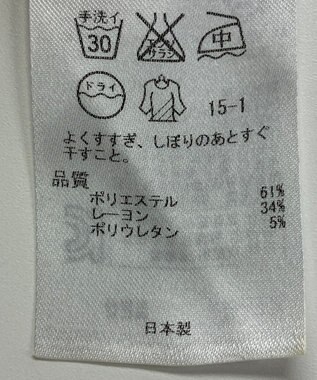 手洗イ
30
エンソ
サラシ
中
ドライ
15-1
よくすすぎ、しぼりのあとすぐ
干すこと。
品質
ポリエステル 61%
レーヨン 34%
ポリウレタン 5%
日本製